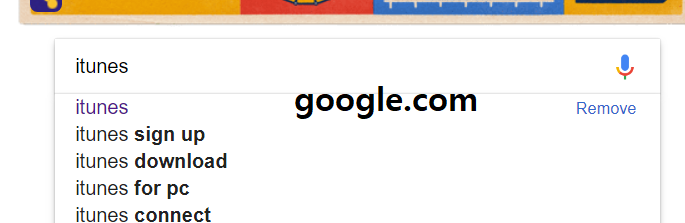 itunes
google.com
itunes Remove
itunes sign up
itunes download
itunes for pc
itunes connect